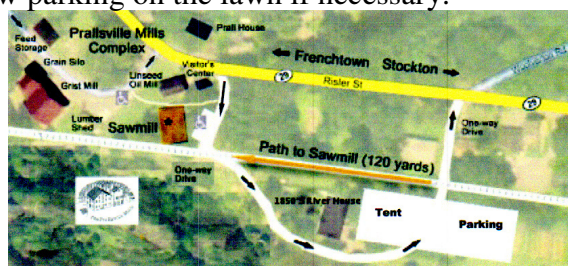 w parking on the lawn if necessary.
Prallsville Mills
Complex
Prall House
Feed
Storage
Grain Silo
Grist Mill
Linseed
Oil Mill
Visitor's
Center
Lumber
Shed
Sawmill
Frenchtown
Stockton
29
Risler St
29
One-way
Drive
Path to Sawmill (120 yards)
One-way
Drive
1850'S River House
Tent
Parking